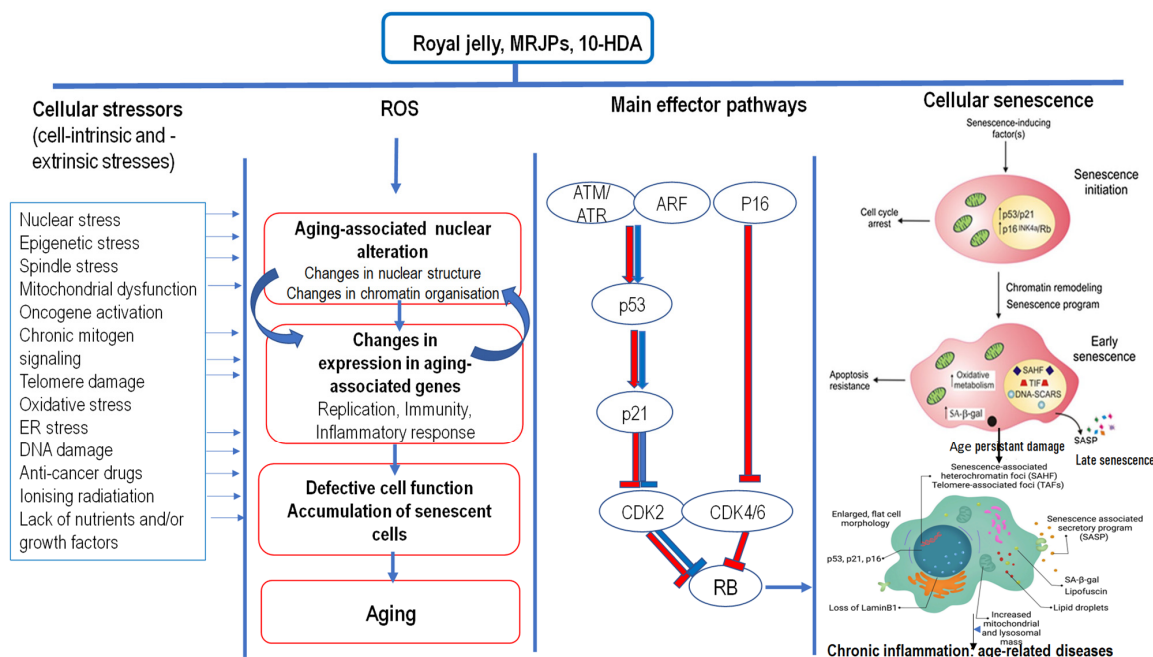 Royal jelly, MRJPs, 10-HDA
Cellular stressors
(cell-intrinsic and -
extrinsic stresses)
Nuclear stress
Epigenetic stress
Spindle stress
Mitochondrial dysfunction
Oncogene activation
Chronic mitogen
signaling
Telomere damage
Oxidative stress
ER stress
DNA damage
Anti-cancer drugs
Ionising radiatiation
Lack of nutrients and/or
growth factors
ROS
Aging-associated nuclear
alteration
Changes in nuclear structure
Changes in chromatin organisation
Changes in
expression in aging-
associated genes
Replication, Immunity,
Inflammatory response
Defective cell function
Accumulation of senescent
cells
Aging
Main effector pathways
ATM/
ATR
ARF
P16
p53
p21
CDK2
CDK4/6
RB
Cellular senescence
Senescence-inducing
factor(s)
Senescence
initiation
p53/p21
p16 INK4a/Rb
Cell cycle
arrest
Chromatin remodeling
Senescence program
Early
senescence
Oxidative
metabolism
SAHF
TIF
DNA-SCARS
Apoptosis
resistance
SA-β-gal
SASP
Age persistant damage
Late senescence
Senescence-associated
heterochromatin foci (SAHF)
Telomere-associated foci (TAFs)
Enlarged, flat cell
morphology
Senescence associated
secretory program
(SASP)
p53, p21, p16
SA-β-gal
Lipofuscin
Lipid droplets
Loss of LaminB1
Increased
mitochondrial
and lysosomal
mass
Chronic inflammation, age-related diseases